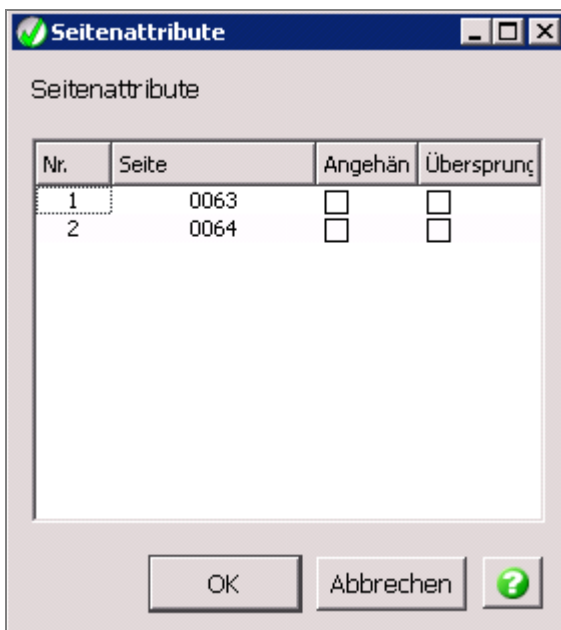 Seitenattribute
Seitenattribute
Nr. Seite Angehän Übersprung
1 0063
2 0064
OK Abbrechen ?